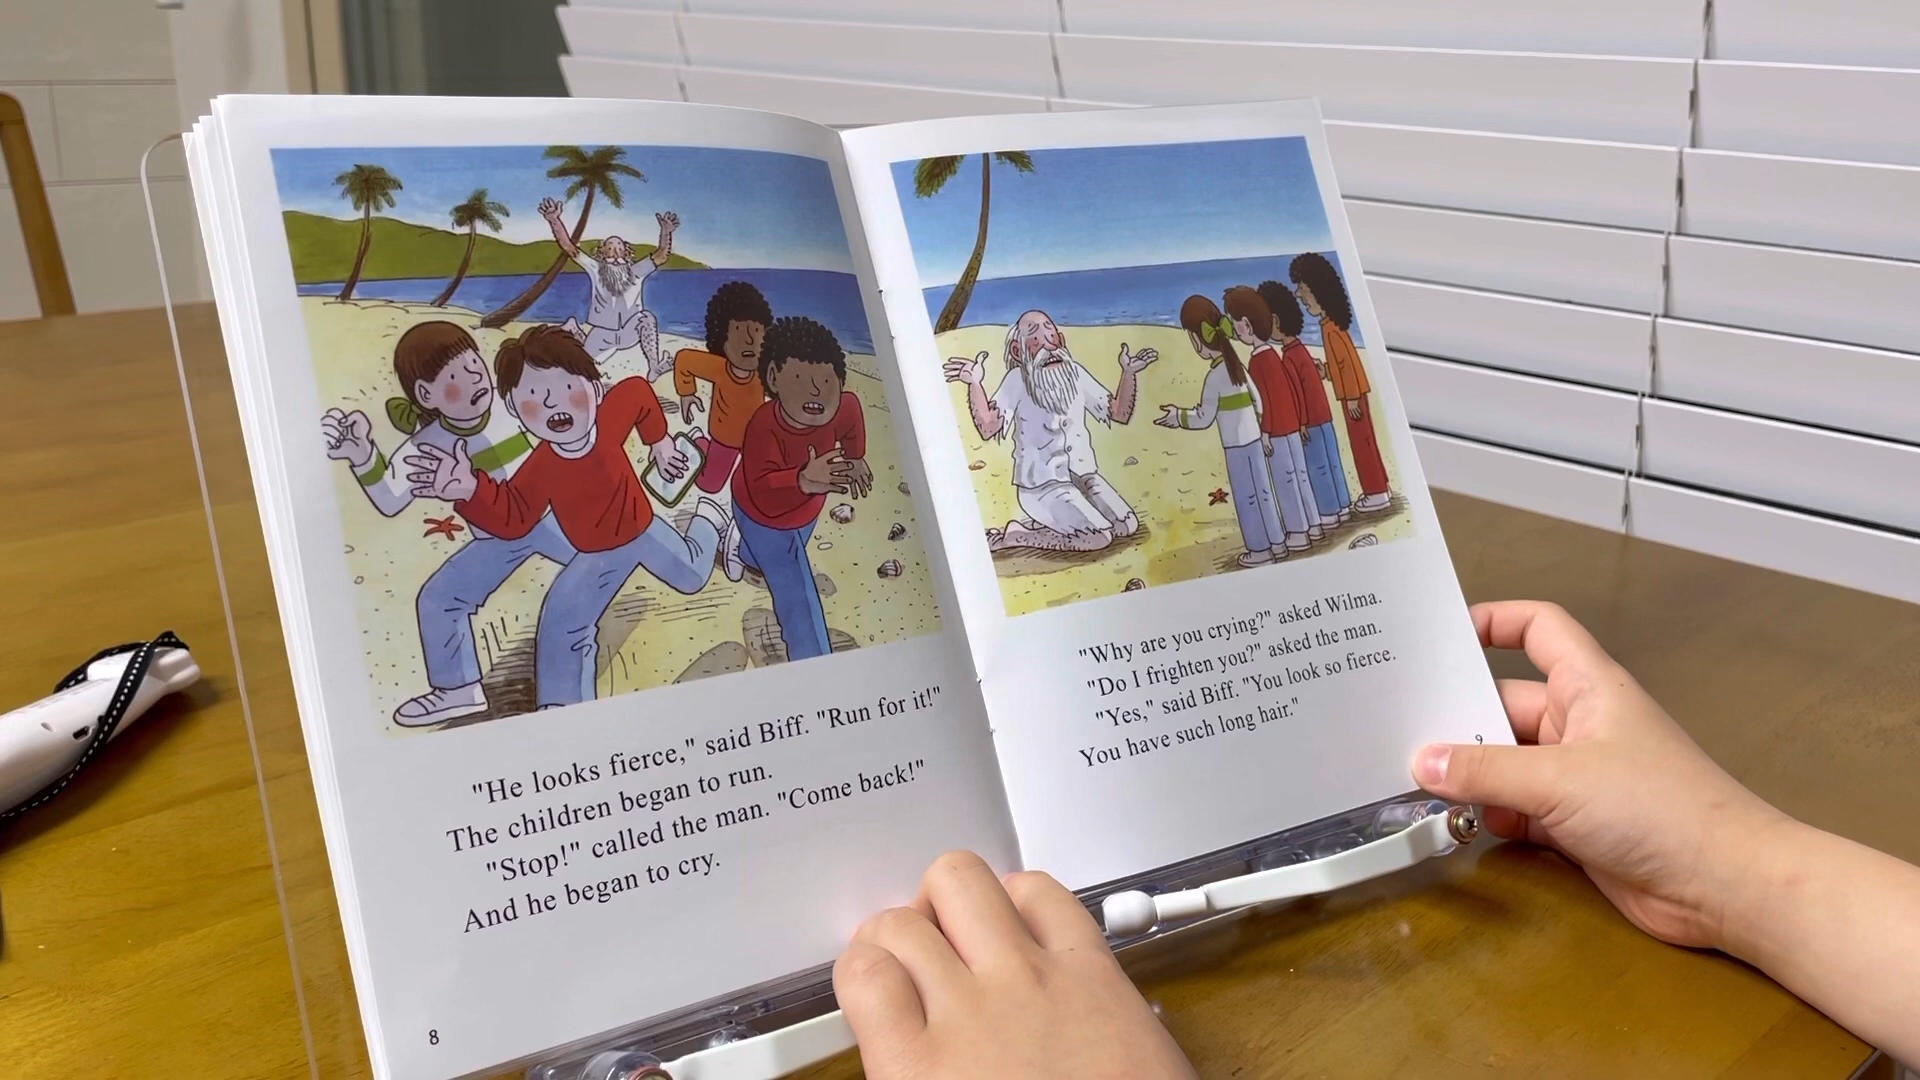 "He looks fierce," said Biff. "Run for it!"
The children began to run.
"Stop!" called the man. "Come back!"
And he began to cry.
8
"Why are you crying?" asked Wilma.
"Do I frighten you?" asked the man.
"Yes," said Biff. "You look so fierce.
You have such long hair."
9